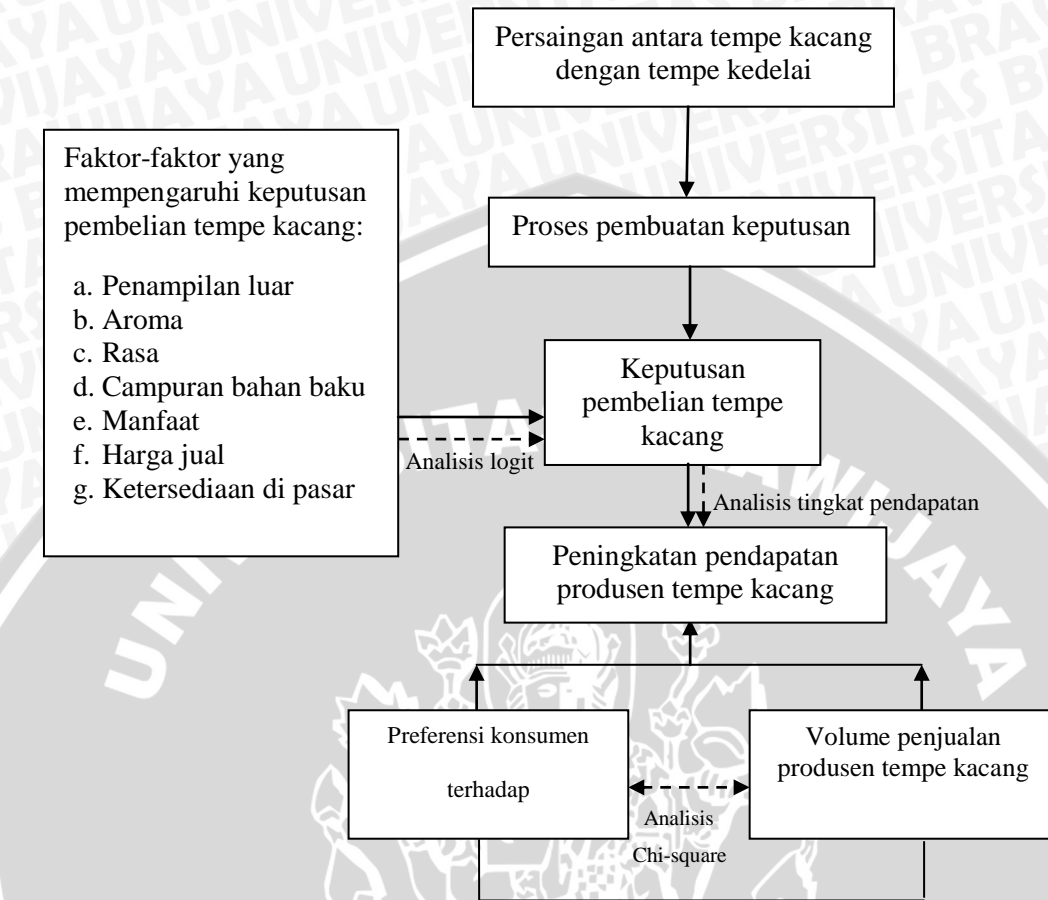 Persaingan antara tempe kacang
dengan tempe kedelai
Faktor-faktor yang
mempengaruhi keputusan
pembelian tempe kacang:
a. Penampilan luar
b. Aroma
c. Rasa
d. Campuran bahan baku
e. Manfaat
f. Harga jual
g. Ketersediaan di pasar
Proses pembuatan keputusan
Keputusan
pembelian tempe
kacang
Analisis logit
Analisis tingkat pendapatan
Peningkatan pendapatan
produsen tempe kacang
Preferensi konsumen
terhadap
Volume penjualan
produsen tempe kacang
Analisis
Chi-square